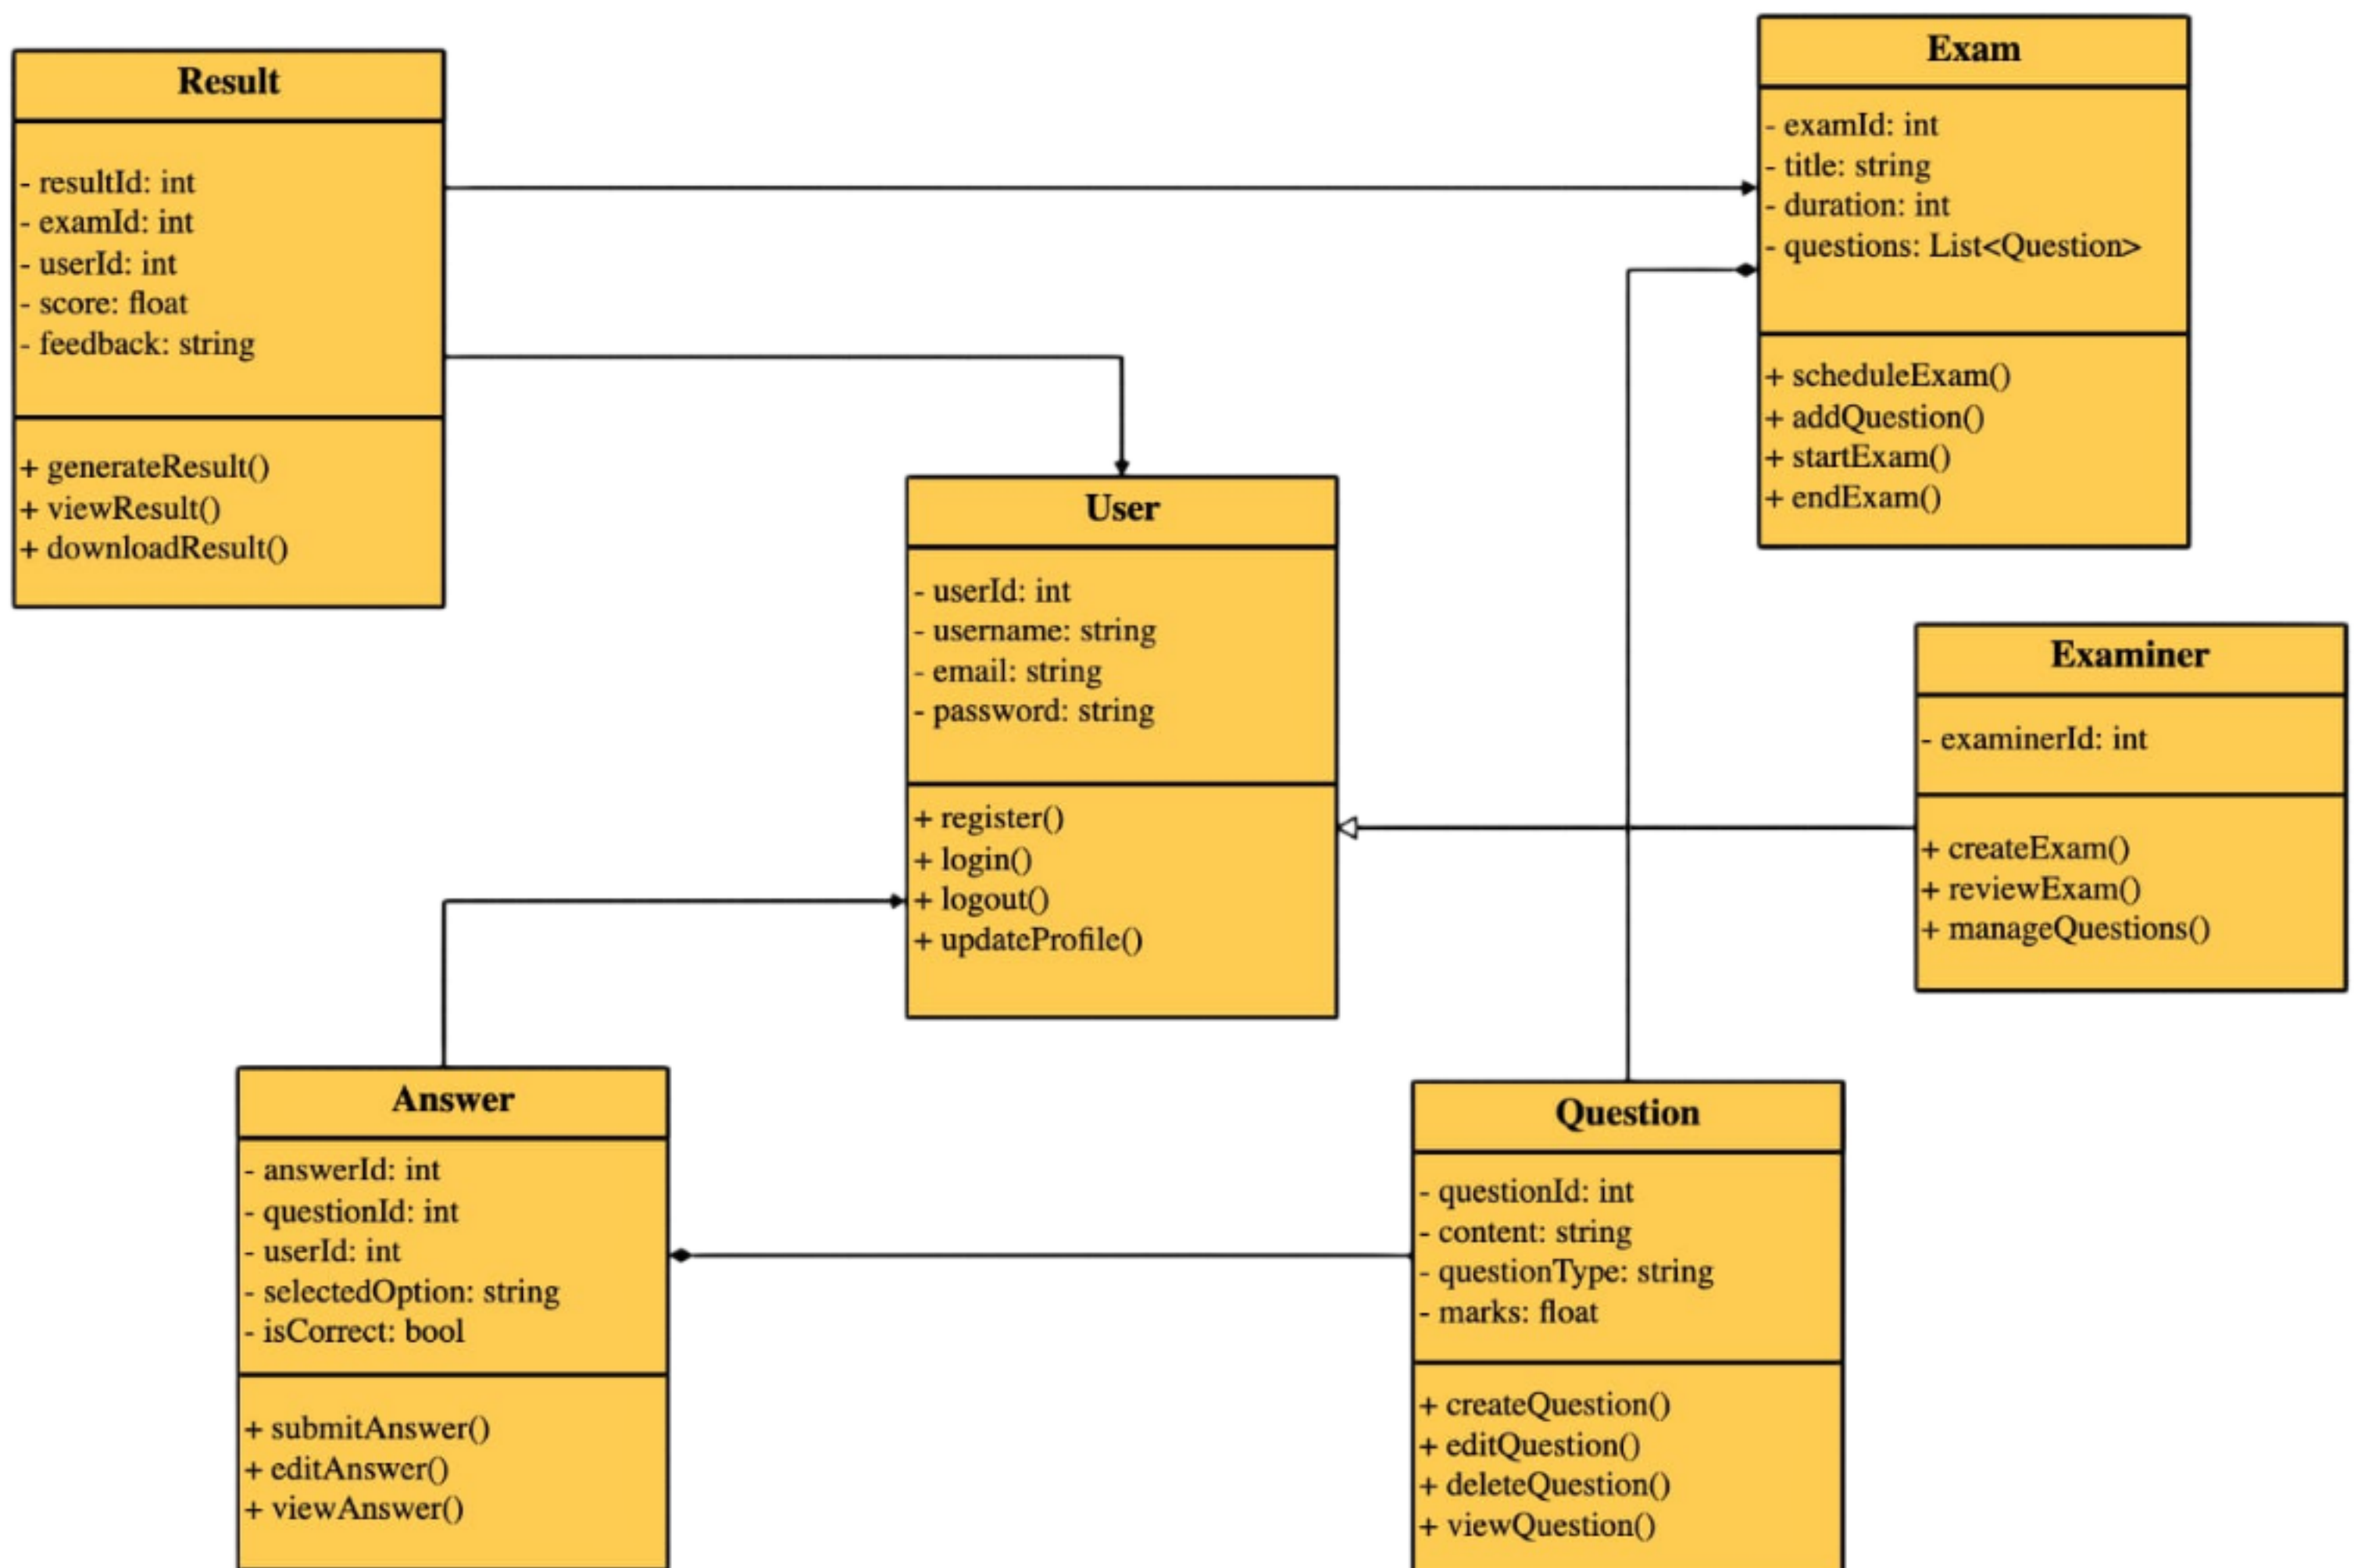 Result
- resultId: int
- examId: int
- userId: int
- score: float
- feedback: string
+ generateResult()
+ viewResult()
+ downloadResult()
Exam
- examId: int
- title: string
- duration: int
- questions: List<Question>
+ scheduleExam()
+ addQuestion()
+ startExam()
+ endExam()
User
- userId: int
- username: string
- email: string
- password: string
+ register()
+ login()
+ logout()
+ updateProfile()
Examiner
- examinerId: int
+ createExam()
+ reviewExam()
+ manageQuestions()
Answer
- answerId: int
- questionId: int
- userId: int
- selectedOption: string
- isCorrect: bool
+ submitAnswer()
+ editAnswer()
+ viewAnswer()
Question
- questionId: int
- content: string
- questionType: string
- marks: float
+ createQuestion()
+ editQuestion()
+ deleteQuestion()
+ viewQuestion()